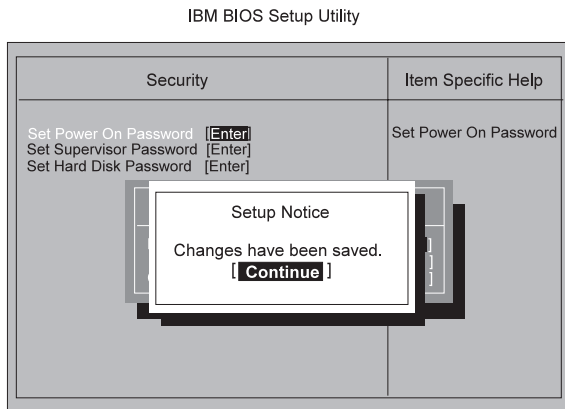 IBM BIOS Setup Utility
Security
Item Specific Help
Set Power On Password [Enter]
Set Power On Password
Set Supervisor Password [Enter]
Set Hard Disk Password [Enter]
Setup Notice
Changes have been saved.
[ Continue ]